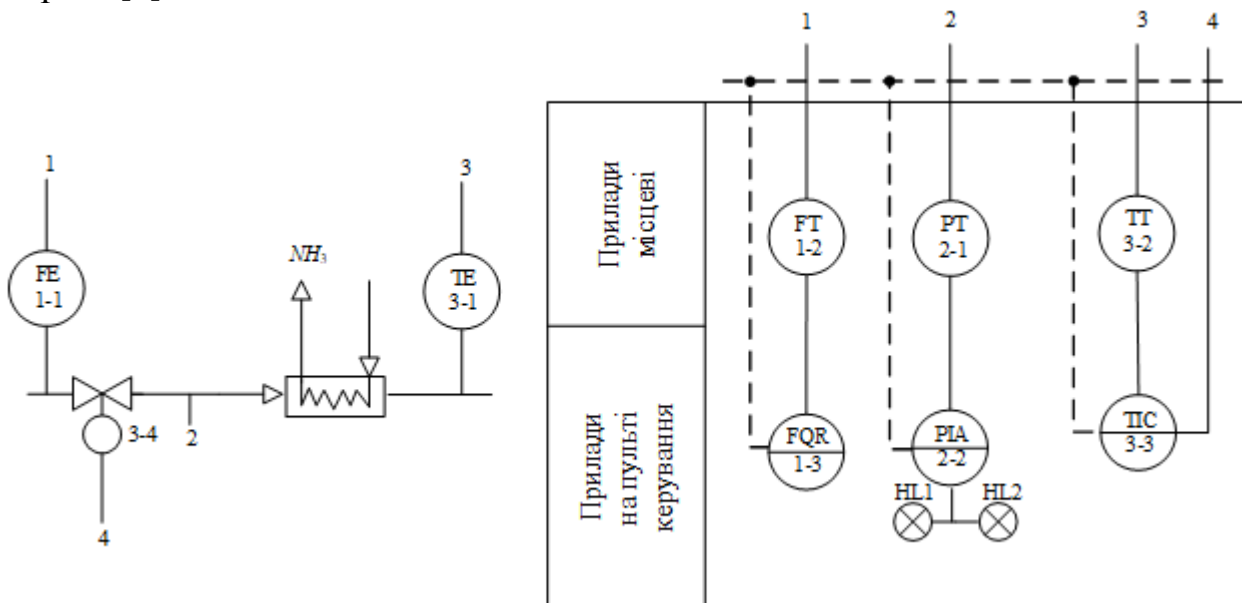 1
FE
1-1
3-4
4
2
NH₃
3
TE
3-1
Прилади
місцеві
Прилади
на пульті
керування
1
2
3
4
FT
1-2
PT
2-1
TT
3-2
FQR
1-3
PIA
2-2
TIC
3-3
HL1
HL2